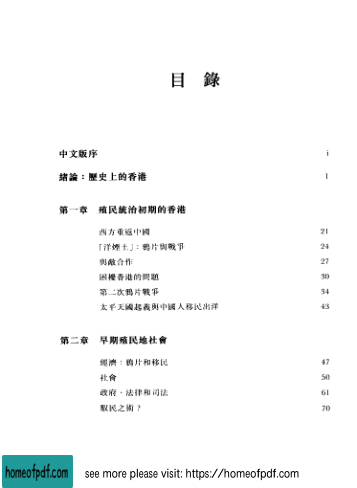 目 錄
中文版序 i
緒論：歷史上的香港 1
第一章 殖民統治初期的香港
西方重返中國 21
「洋煙土」：鴉片與戰爭 24
與敵合作 27
困擾香港的問題 30
第二次鴉片戰爭 34
太平天國起義與中國人移民出洋 43
第二章 早期殖民地社會
經濟：鴉片和移民 47
社會 50
政府、法律和司法 61
馭民之術？ 70
homeofpdf.com
see more please visit: https://homeofpdf.com